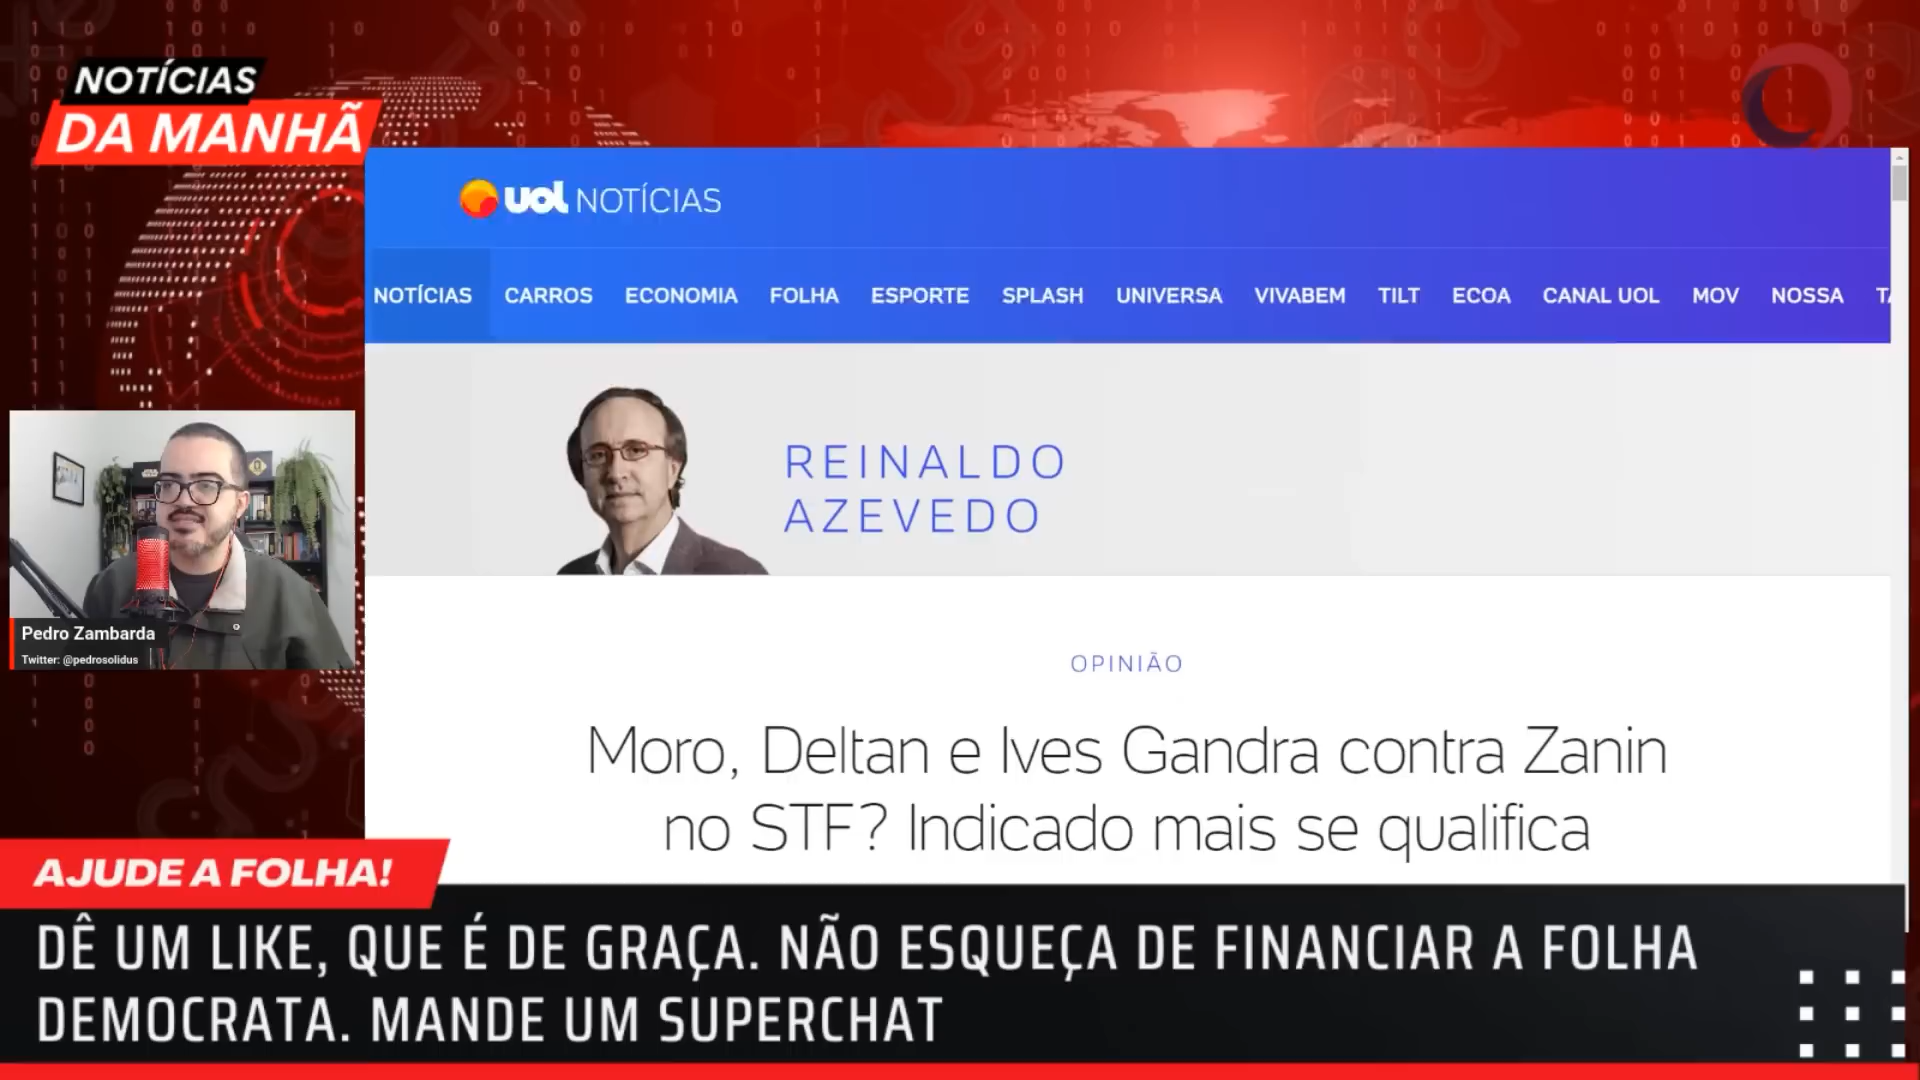 NOTÍCIAS
DA MANHÃ
uol NOTÍCIAS
NOTÍCIAS CARROS ECONOMIA FOLHA ESPORTE SPLASH UNIVERSA VIVABEM TILT ECOA CANAL UOL MOV NOSSA
REINALDO
AZEVEDO
Pedro Zambarda
Twitter: @pedrosolidus
OPINIÃO
Moro, Deltan e Ives Gandra contra Zanin
no STF? Indicado mais se qualifica
AJUDE A FOLHA!
DÊ UM LIKE, QUE É DE GRAÇA. NÃO ESQUEÇA DE FINANCIAR A FOLHA
DEMOCRATA. MANDE UM SUPERCHAT